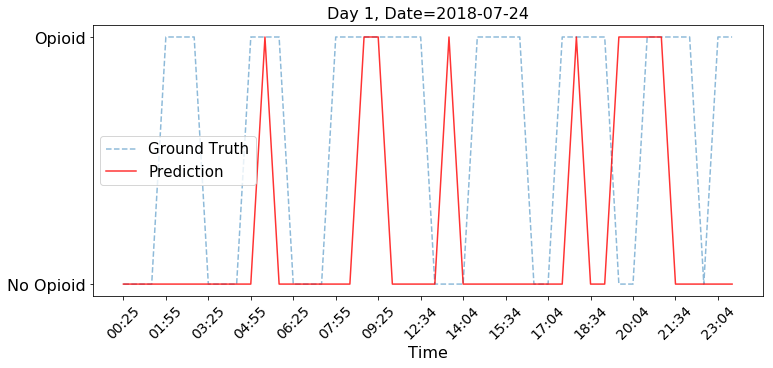 Day 1, Date=2018-07-24
Opioid
Ground Truth
Prediction
No Opioid
00:25 01:55 03:25 04:55 06:25 07:55 09:25 12:34 14:04 15:34 17:04 18:34 20:04 21:34 23:04
Time